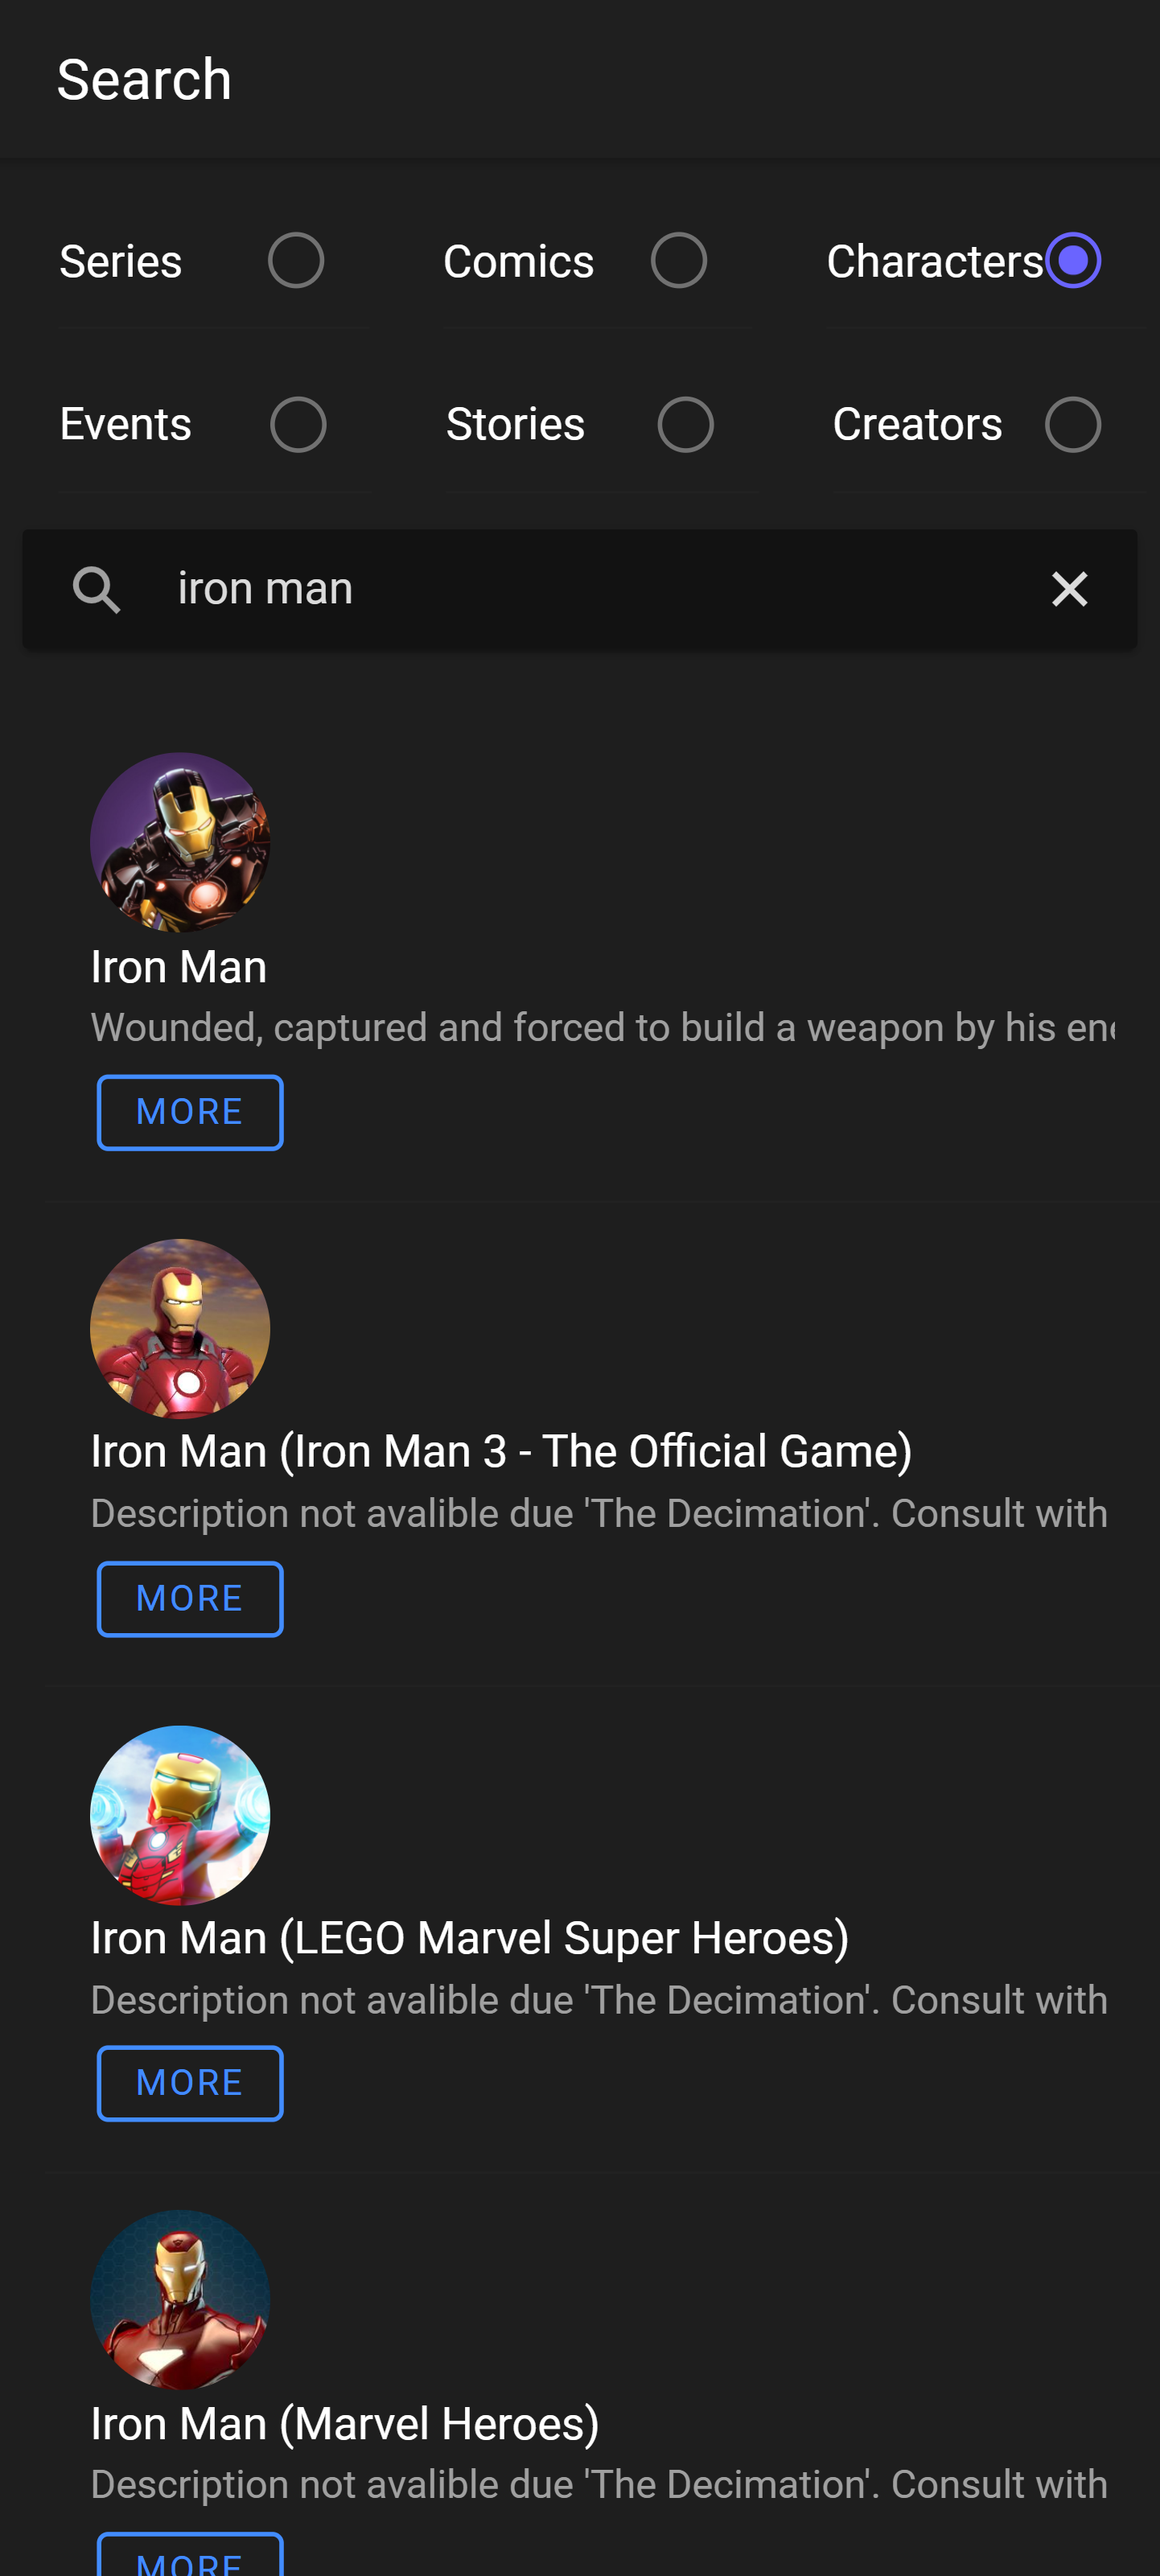 Search
Series Comics Characters
Events Stories Creators
iron man
Iron Man
Wounded, captured and forced to build a weapon by his
MORE
Iron Man (Iron Man 3 - The Official Game)
Description not avalible due 'The Decimation'. Consult with
MORE
Iron Man (LEGO Marvel Super Heroes)
Description not avalible due 'The Decimation'. Consult with
MORE
Iron Man (Marvel Heroes)
Description not avalible due 'The Decimation'. Consult with
MORE